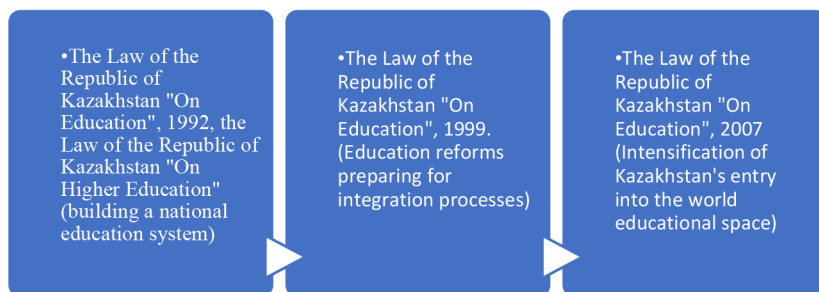 •The Law of the
Republic of
Kazakhstan "On
Education", 1992, the
Law of the Republic of
Kazakhstan "On
Higher Education"
(building a national
education system)
•The Law of the
Republic of
Kazakhstan "On
Education", 1999.
(Education reforms
preparing for
integration processes)
•The Law of the
Republic of
Kazakhstan "On
Education", 2007
(Intensification of
Kazakhstan's entry
into the world
educational space)